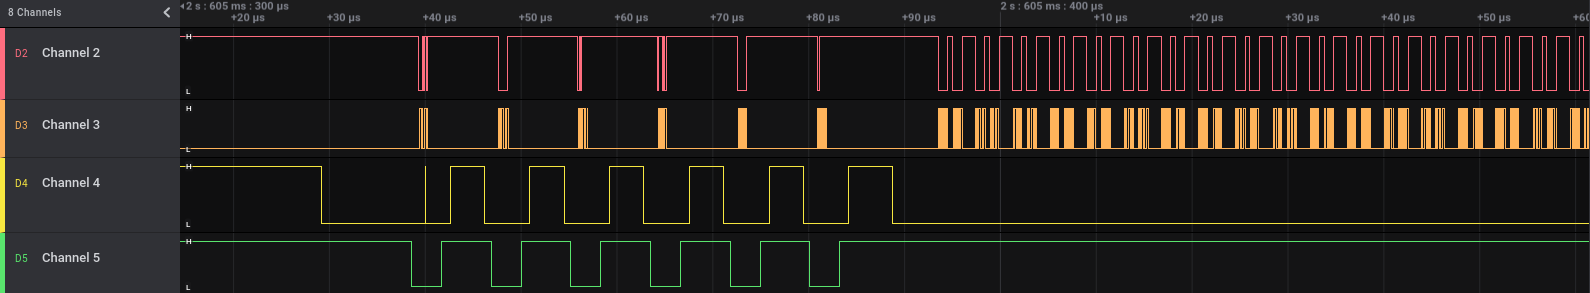 8 Channels
2 s : 605 ms : 300 µs
2 s : 605 ms : 400 µs
+20 µs +30 µs +40 µs +50 µs +60 µs +70 µs +80 µs +90 µs +10 µs +20 µs +30 µs +40 µs +50 µs +60
D2 Channel 2
H
L
D3 Channel 3
H
L
D4 Channel 4
H
L
D5 Channel 5
H
L